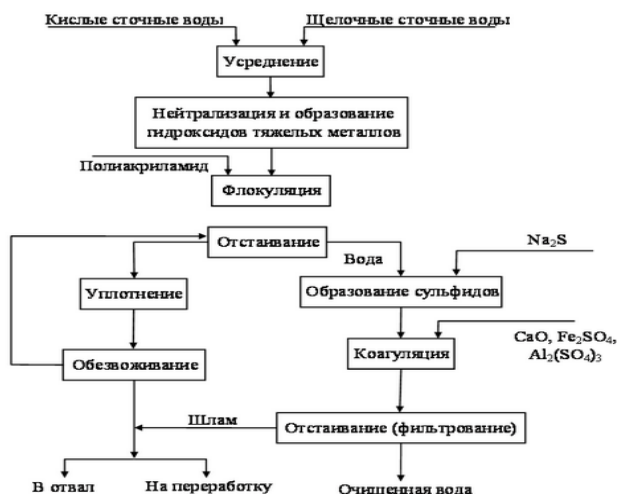 Кислые сточные воды
Щелочные сточные воды
Усреднение
Нейтрализация и образование
гидроксидов тяжелых металлов
Полиакриламид
Флокуляция
Отстаивание
Na₂S
Вода
Уплотнение
Образование сульфидов
CaO, Fe₂SO₄,
Al₂(SO₄)₃
Обезвоживание
Коагуляция
Шлам
Отстаивание (фильтрование)
В отвал
На переработку
Очищенная вода